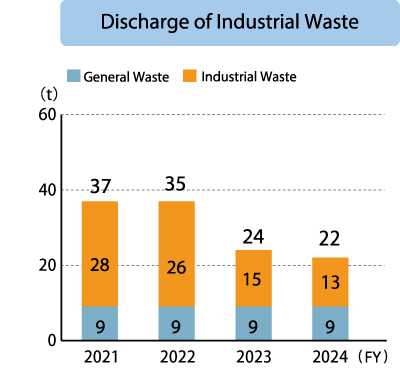 Discharge of Industrial Waste
General Waste Industrial Waste
(t)
60
40
20
0
37 35 24 22
28 26 15 13
9 9 9 9
2021 2022 2023 2024 (FY)